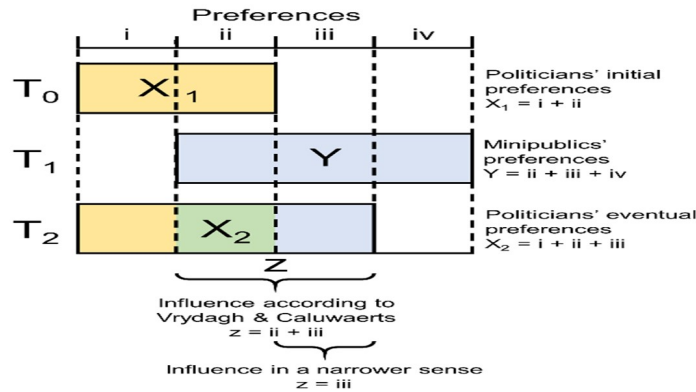 Preferences
i ii iii iv
T₀ X₁
Politicians' initial
preferences
X₁ = i + ii
T₁ Y
Minipublics'
preferences
Y = ii + iii + iv
T₂ X₂
Politicians' eventual
preferences
X₂ = i + ii + iii
Z
Influence according to
Vrydagh & Caluwaerts
z = ii + iii
Influence in a narrower sense
z = iii